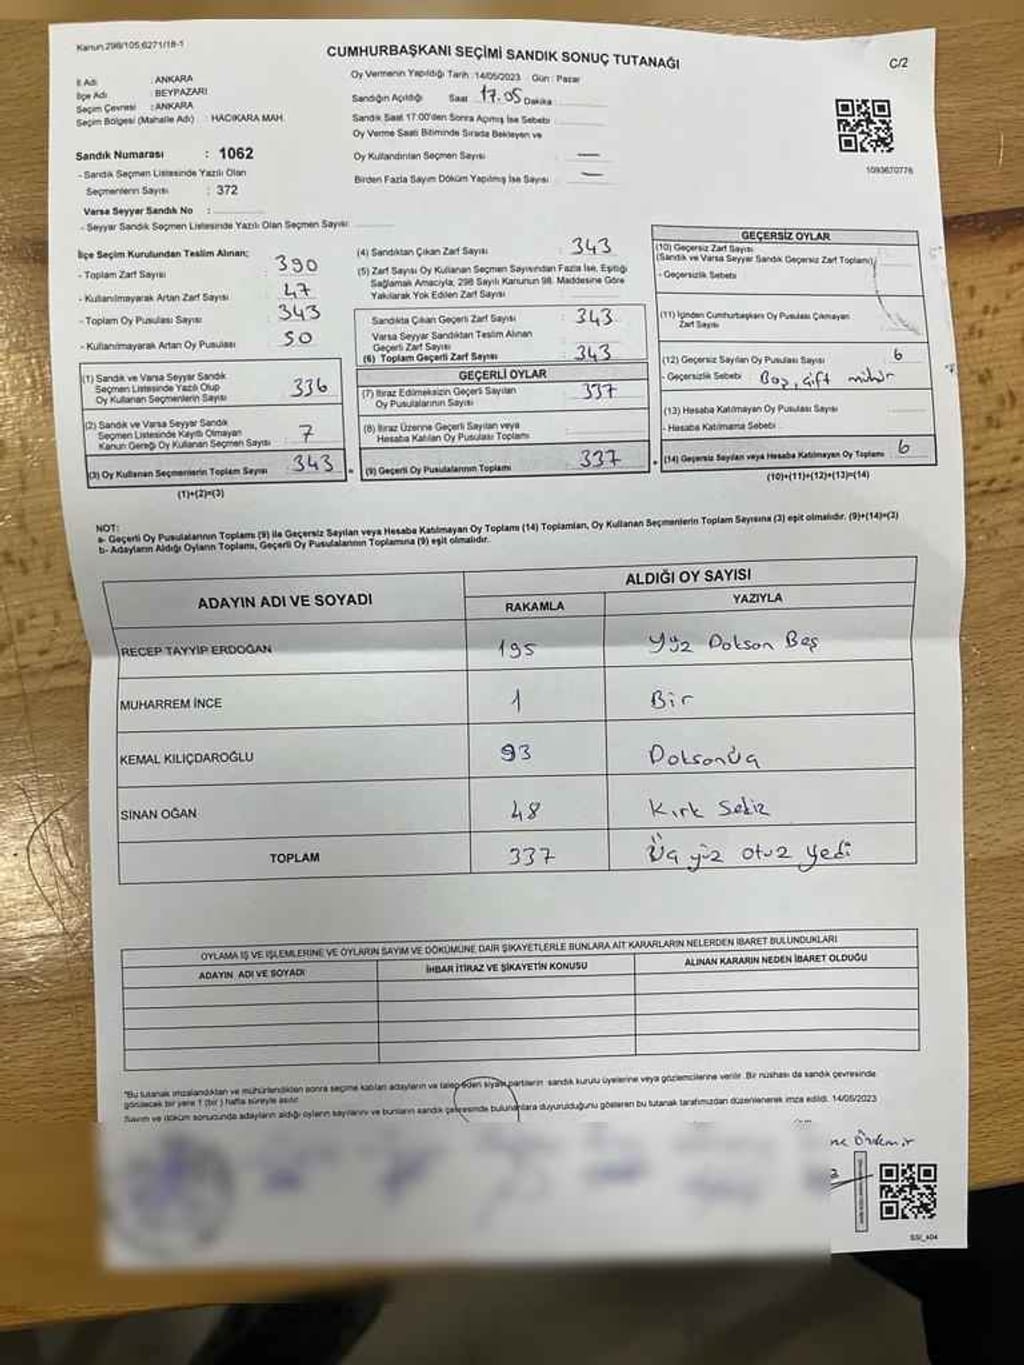 Kanun 298/105,6271/18-1
CUMHURBAŞKANI SEÇİMİ SANDIK SONUÇ TUTANAĞI
C/2
İl Adı : ANKARA
İlçe Adı : BEYPAZARI
Seçim Çevresi : ANKARA
Seçim Bölgesi (Mahalle Adı) : HACIKARA MAH.
Sandık Numarası : 1062
- Sandık Seçmen Listesinde Yazılı Olan
Seçmenlerin Sayısı : 372
Varsa Seyyar Sandık No :
- Seyyar Sandık Seçmen Listesinde Yazılı Olan Seçmen Sayısı
Oy Vermenin Yapıldığı Tarih : 14/05/2023 Gün : Pazar
Sandığın Açıldığı Saat 17.05 Dakika
Sandık Saat 17:00'den Sonra Açımış İse Sebebi
Oy Verme Saati Bitiminde Sırada Bekleyen ve
Oy Kullandırılan Seçmen Sayısı —
Birden Fazla Sayım Döküm Yapılmış İse Sayısı —
1093670776
İlçe Seçim Kurulundan Teslim Alınan;
- Toplam Zarf Sayısı 390
- Kullanılmayarak Artan Zarf Sayısı 47
- Toplam Oy Pusulası Sayısı 343
- Kullanılmayarak Artan Oy Pusulası 50
(1) Sandık ve Varsa Seyyar Sandık
Seçmen Listesinde Yazılı Olup
Oy Kullanan Seçmenlerin Sayısı 336
(2) Sandık ve Varsa Seyyar Sandık
Seçmen Listesinde Kayıtlı Olmayan
Kanun Gereği Oy Kullanan Seçmen Sayısı 7
(3) Oy Kullanan Seçmenlerin Toplam Sayısı 343
(1)+(2)=(3)
(4) Sandıktan Çıkan Zarf Sayısı 343
(5) Zarf Sayısı Oy Kullanan Seçmen Sayısından Fazla İse, Eşitliği
Sağlamak Amacıyla, 298 Sayılı Kanunun 98. Maddesine Göre
Yakılarak Yok Edilen Zarf Sayısı
Sandıkta Çıkan Geçerli Zarf Sayısı 343
Varsa Seyyar Sandıktan Teslim Alınan
Geçerli Zarf Sayısı
(6) Toplam Geçerli Zarf Sayısı 343
GEÇERLİ OYLAR
(7) İtiraz Edilmeksizin Geçerli Sayılan
Oy Pusulalarının Sayısı 337
(8) İtiraz Üzerine Geçerli Sayılan veya
Hesaba Katılan Oy Pusulaları Toplamı
(9) Geçerli Oy Pusulalarının Toplamı 337
GEÇERSİZ OYLAR
(10) Geçersiz Zarf Sayısı
(Sandık ve Varsa Seyyar Sandık Geçersiz Zarf Toplamı)
- Geçersizlik Sebebi
(11) İçinden Cumhurbaşkanı Oy Pusulası Çıkmayan
Zarf Sayısı
(12) Geçersiz Sayılan Oy Pusulası Sayısı 6
- Geçersizlik Sebebi Boş, Çift mühür
(13) Hesaba Katılmayan Oy Pusulası Sayısı
- Hesaba Katılmama Sebebi
(14) Geçersiz Sayılan veya Hesaba Katılmayan Oy Toplamı 6
(10)+(11)+(12)+(13)=(14)
NOT:
a- Geçerli Oy Pusulalarının Toplamı (9) ile Geçersiz Sayılan veya Hesaba Katılmayan Oy Toplamı (14) Toplamları, Oy Kullanan Seçmenlerin Toplam Sayısına (3) eşit olmalıdır. (9)+(14)=(3)
b- Adayların Aldığı Oyların Toplamı, Geçerli Oy Pusulalarının Toplamına (9) eşit olmalıdır.
ADAYIN ADI VE SOYADI
ALDIĞI OY SAYISI
RAKAMLA YAZIYLA
RECEP TAYYİP ERDOĞAN 195 Yüz Doksan Beş
MUHARREM İNCE 1 Bir
KEMAL KILIÇDAROĞLU 93 Doksanüç
SİNAN OĞAN 48 Kırk Sekiz
TOPLAM 337 Üç yüz otuz yedi
OYLAMA İŞ VE İŞLEMLERİNE VE OYLARIN SAYIM VE DÖKÜMÜNE DAİR ŞİKAYETLERLE BUNLARA AİT KARARLARIN NELERDEN İBARET BULUNDUKLARI
ADAYIN ADI VE SOYADI İHBAR İTİRAZ VE ŞİKAYETİN KONUSU ALINAN KARARIN NEDEN İBARET OLDUĞU
"Bu tutanak imzalandıktan ve mühürlendikten sonra seçime katılan adayların ve talep eden siyasi partilerin sandık kurulu üyelerine veya gözlemcilerine verilir. Bir nüshası da sandık çevresinde
görülecek bir yere 1 (bir) hafta süreyle asılır.
Sayım ve döküm sonucunda adayların aldığı oyların sayılarını ve bunların sandık çevresinde bulunanlara duyurulduğunu gösteren bu tutanak tarafımızdan düzenlenerek imza edildi. 14/05/2023
ne Özdemir
SSI_A04